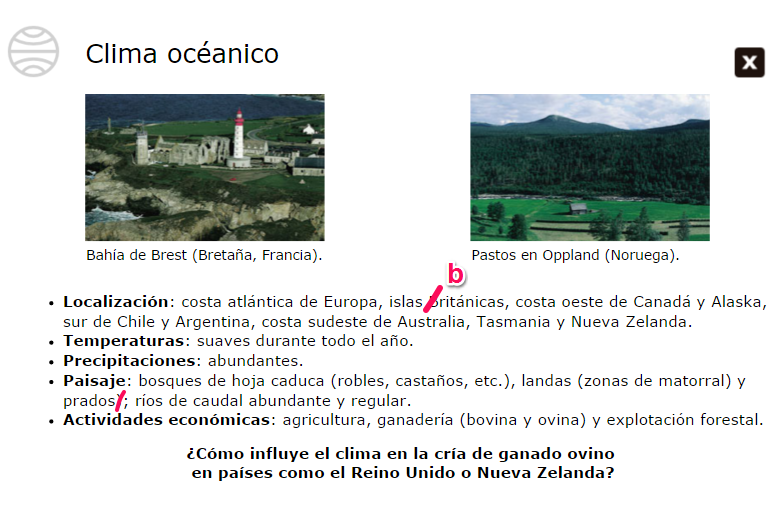 Clima océanico
X
Bahía de Brest (Bretaña, Francia).
Pastos en Oppland (Noruega).
b
• Localización: costa atlántica de Europa, islas Británicas, costa oeste de Canadá y Alaska,
sur de Chile y Argentina, costa sudeste de Australia, Tasmania y Nueva Zelanda.
• Temperaturas: suaves durante todo el año.
• Precipitaciones: abundantes.
• Paisaje: bosques de hoja caduca (robles, castaños, etc.), landas (zonas de matorral) y
prados); ríos de caudal abundante y regular.
• Actividades económicas: agricultura, ganadería (bovina y ovina) y explotación forestal.
¿Cómo influye el clima en la cría de ganado ovino
en países como el Reino Unido o Nueva Zelanda?